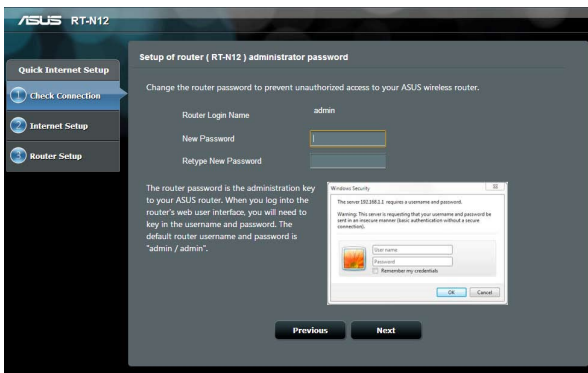 ASUS RT-N12
Setup of router ( RT-N12 ) administrator password
Quick Internet Setup
1 Check Connection
2 Internet Setup
3 Router Setup
Change the router password to prevent unauthorized access to your ASUS wireless router.
Router Login Name admin
New Password
Retype New Password
The router password is the administration key
to your ASUS router. When you log into the
router's web user interface, you will need to
key in the username and password. The
default router username and password is
"admin / admin".
Windows Security
The server 192.168.1.1 requires a username and password.
Warning: This server is requesting that your username and password be
sent in an insecure manner (basic authentication without a secure
connection).
User name
Password
Remember my credentials
OK Cancel
Previous Next